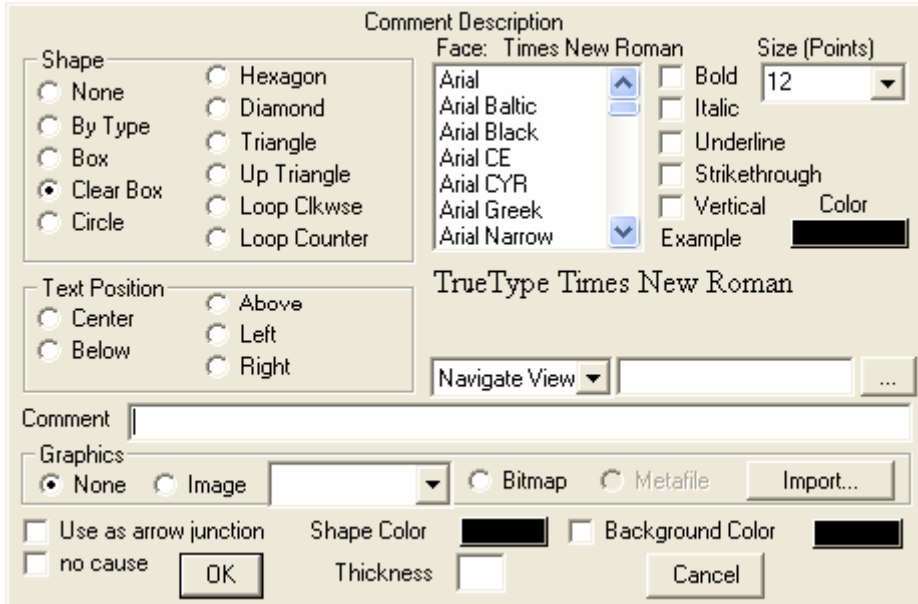 Comment Description
Shape
None
By Type
Box
Clear Box
Circle
Hexagon
Diamond
Triangle
Up Triangle
Loop Clkwse
Loop Counter
Face: Times New Roman
Arial
Arial Baltic
Arial Black
Arial CE
Arial CYR
Arial Greek
Arial Narrow
Bold
Italic
Underline
Strikethrough
Vertical
Size (Points)
12
Color
Example
TrueType Times New Roman
Text Position
Center
Below
Above
Left
Right
Navigate View
...
Comment
Graphics
None
Image
Bitmap
Metafile
Import...
Use as arrow junction
Shape Color
Background Color
no cause
OK
Thickness
Cancel